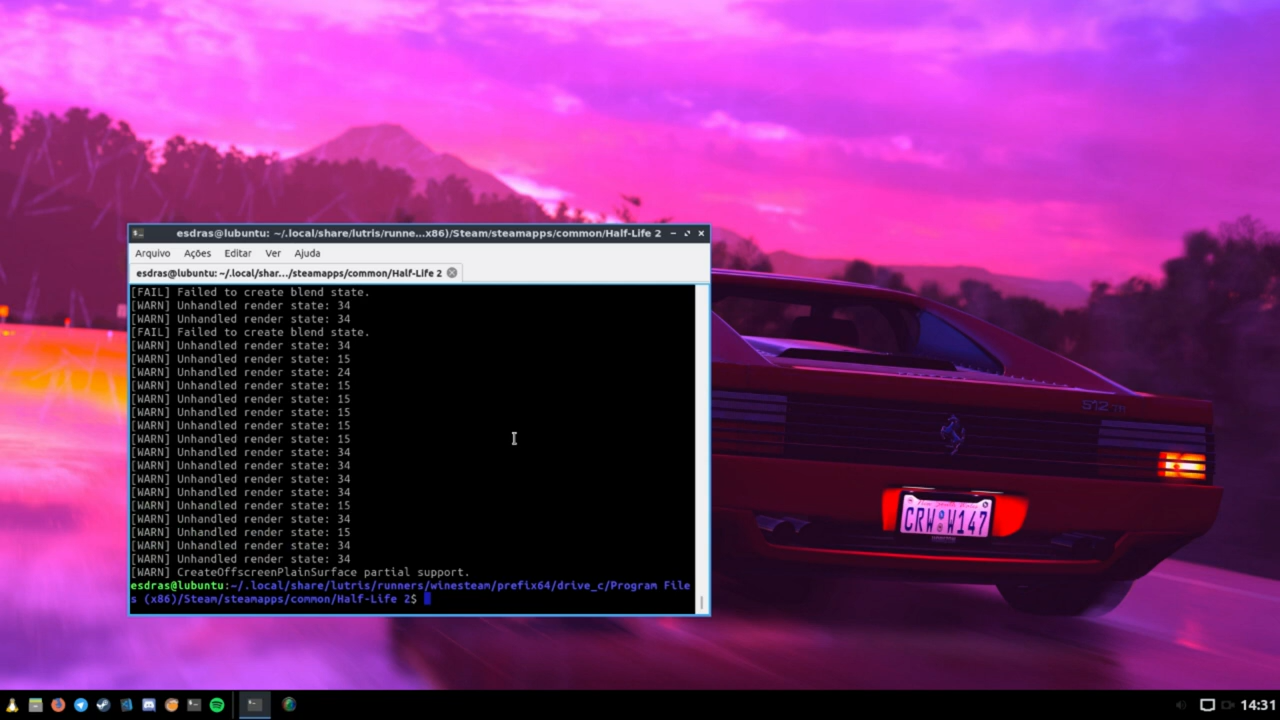 esdras@lubuntu: ~/.local/share/lutris/runne...x86)/Steam/steamapps/common/Half-Life 2
Arquivo Ações Editar Ver Ajuda
esdras@lubuntu: ~/.local/shar.../steamapps/common/Half-Life 2
[FAIL] Failed to create blend state.
[WARN] Unhandled render state: 34
[WARN] Unhandled render state: 34
[FAIL] Failed to create blend state.
[WARN] Unhandled render state: 34
[WARN] Unhandled render state: 15
[WARN] Unhandled render state: 24
[WARN] Unhandled render state: 15
[WARN] Unhandled render state: 15
[WARN] Unhandled render state: 15
[WARN] Unhandled render state: 15
[WARN] Unhandled render state: 15
[WARN] Unhandled render state: 34
[WARN] Unhandled render state: 34
[WARN] Unhandled render state: 34
[WARN] Unhandled render state: 34
[WARN] Unhandled render state: 15
[WARN] Unhandled render state: 34
[WARN] Unhandled render state: 15
[WARN] Unhandled render state: 34
[WARN] Unhandled render state: 34
[WARN] CreateOffscreenPlainSurface partial support.
esdras@lubuntu:~/.local/share/lutris/runners/winesteam/prefix64/drive_c/Program File
s (x86)/Steam/steamapps/common/Half-Life 2$
512 TR
CRW W147
14:31